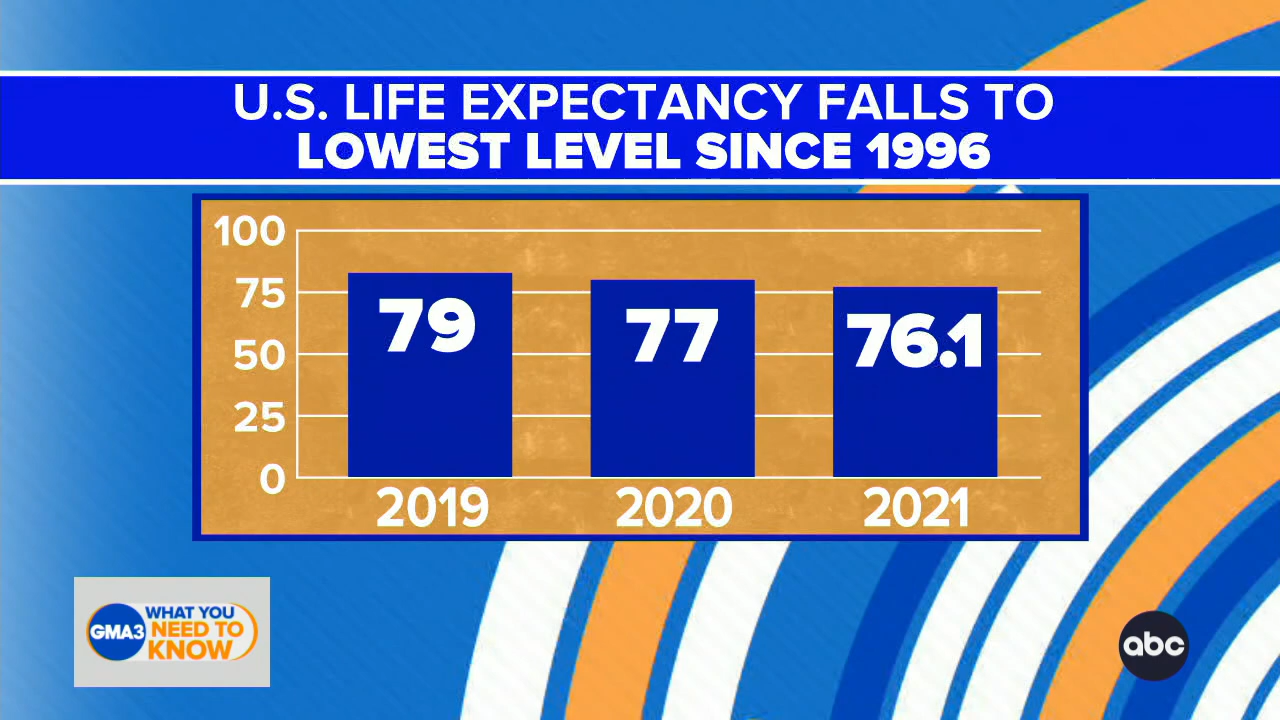 U.S. LIFE EXPECTANCY FALLS TO
LOWEST LEVEL SINCE 1996
100
75
50
25
0
79
77
76.1
2019
2020
2021
GMA3
WHAT YOU
NEED TO
KNOW
abc